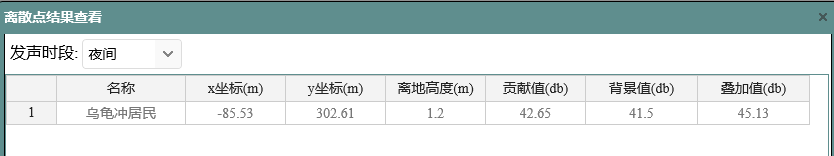 离散点结果查看
发声时段: 夜间
名称 x坐标(m) y坐标(m) 离地高度(m) 贡献值(db) 背景值(db) 叠加值(db)
1 乌龟冲居民 -85.53 302.61 1.2 42.65 41.5 45.13